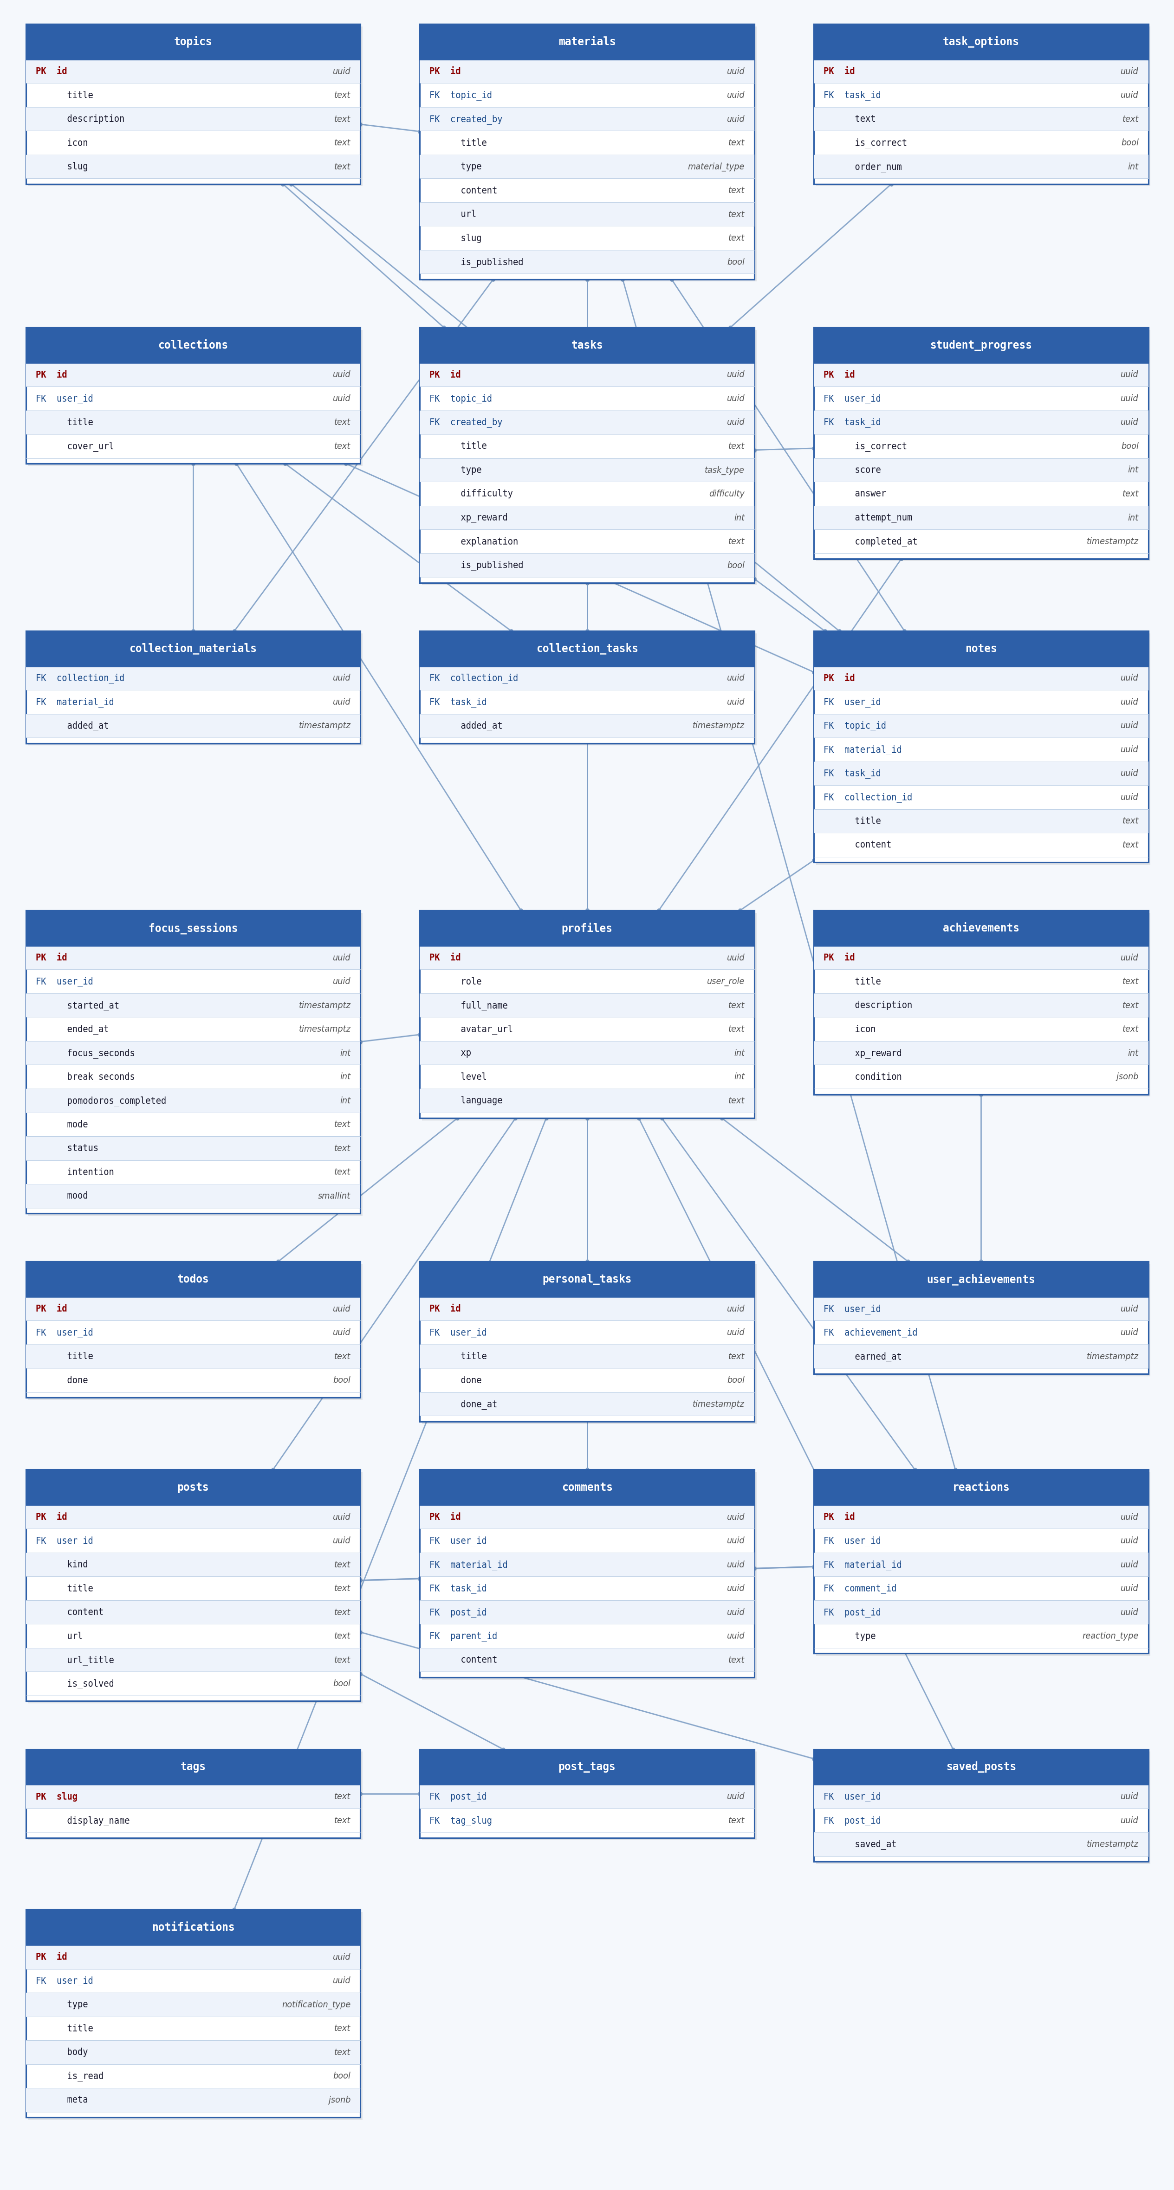 topics
PK id uuid
title text
description text
icon text
slug text
materials
PK id uuid
FK topic_id uuid
FK created_by uuid
title text
type material_type
content text
url text
slug text
is_published bool
task_options
PK id uuid
FK task_id uuid
text text
is correct bool
order_num int
collections
PK id uuid
FK user_id uuid
title text
cover_url text
tasks
PK id uuid
FK topic_id uuid
FK created_by uuid
title text
type task_type
difficulty difficulty
xp_reward int
explanation text
is_published bool
student_progress
PK id uuid
FK user_id uuid
FK task_id uuid
is_correct bool
score int
answer text
attempt_num int
completed_at timestamptz
collection_materials
FK collection_id uuid
FK material_id uuid
added_at timestamptz
collection_tasks
FK collection_id uuid
FK task_id uuid
added_at timestamptz
notes
PK id uuid
FK user_id uuid
FK topic_id uuid
FK material id uuid
FK task_id uuid
FK collection_id uuid
title text
content text
focus_sessions
PK id uuid
FK user_id uuid
started_at timestamptz
ended_at timestamptz
focus_seconds int
break seconds int
pomodoros_completed int
mode text
status text
intention text
mood smallint
profiles
PK id uuid
role user_role
full_name text
avatar_url text
xp int
level int
language text
achievements
PK id uuid
title text
description text
icon text
xp_reward int
condition jsonb
todos
PK id uuid
FK user_id uuid
title text
done bool
personal_tasks
PK id uuid
FK user_id uuid
title text
done bool
done_at timestamptz
user_achievements
FK user_id uuid
FK achievement_id uuid
earned_at timestamptz
posts
PK id uuid
FK user id uuid
kind text
title text
content text
url text
url_title text
is_solved bool
comments
PK id uuid
FK user id uuid
FK material_id uuid
FK task_id uuid
FK post_id uuid
FK parent_id uuid
content text
reactions
PK id uuid
FK user id uuid
FK material_id uuid
FK comment_id uuid
FK post_id uuid
type reaction_type
tags
PK slug text
display_name text
post_tags
FK post_id uuid
FK tag_slug text
saved_posts
FK user_id uuid
FK post_id uuid
saved_at timestamptz
notifications
PK id uuid
FK user id uuid
type notification_type
title text
body text
is_read bool
meta jsonb